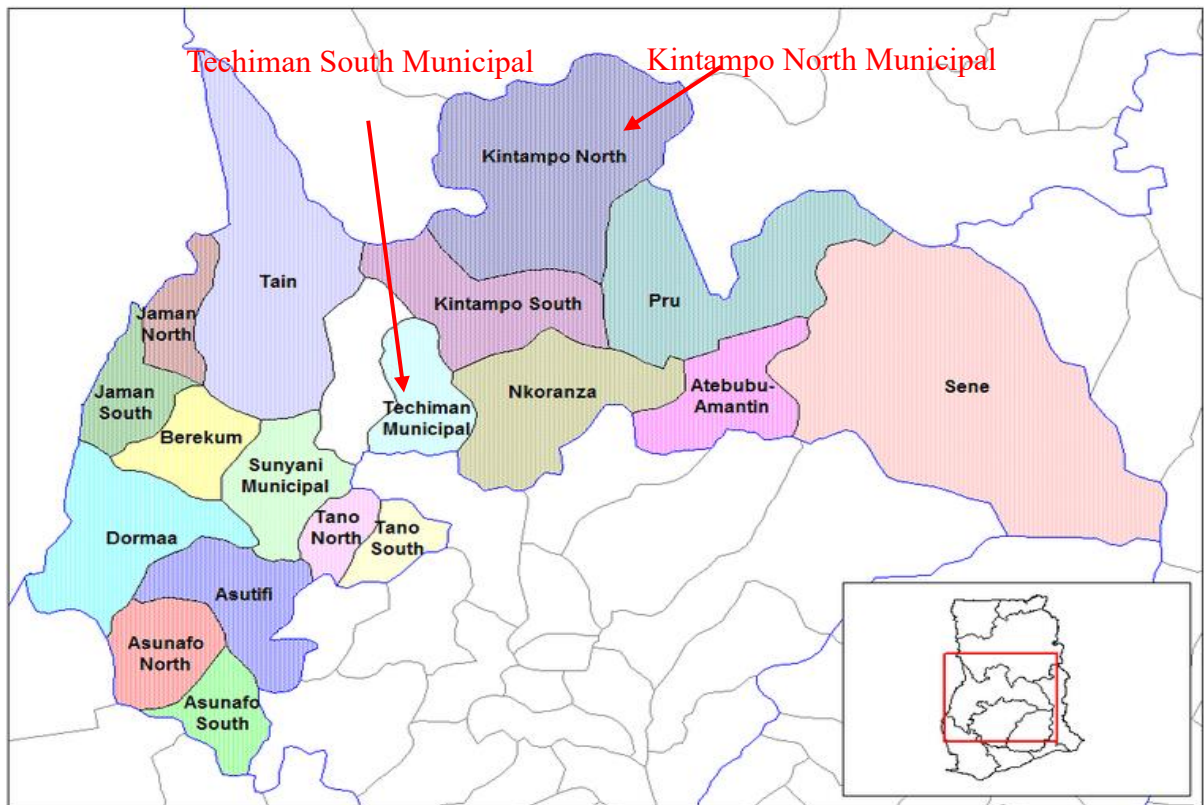 Techiman South Municipal
Kintampo North Municipal
Kintampo North
Tain
Kintampo South
Pru
Jaman
North
Jaman
South
Nkoranza
Atebubu-
Amantin
Sene
Techiman
Municipal
Berekum
Sunyani
Municipal
Tano
North
Tano
South
Dormaa
Asutifi
Asunafo
North
Asunafo
South